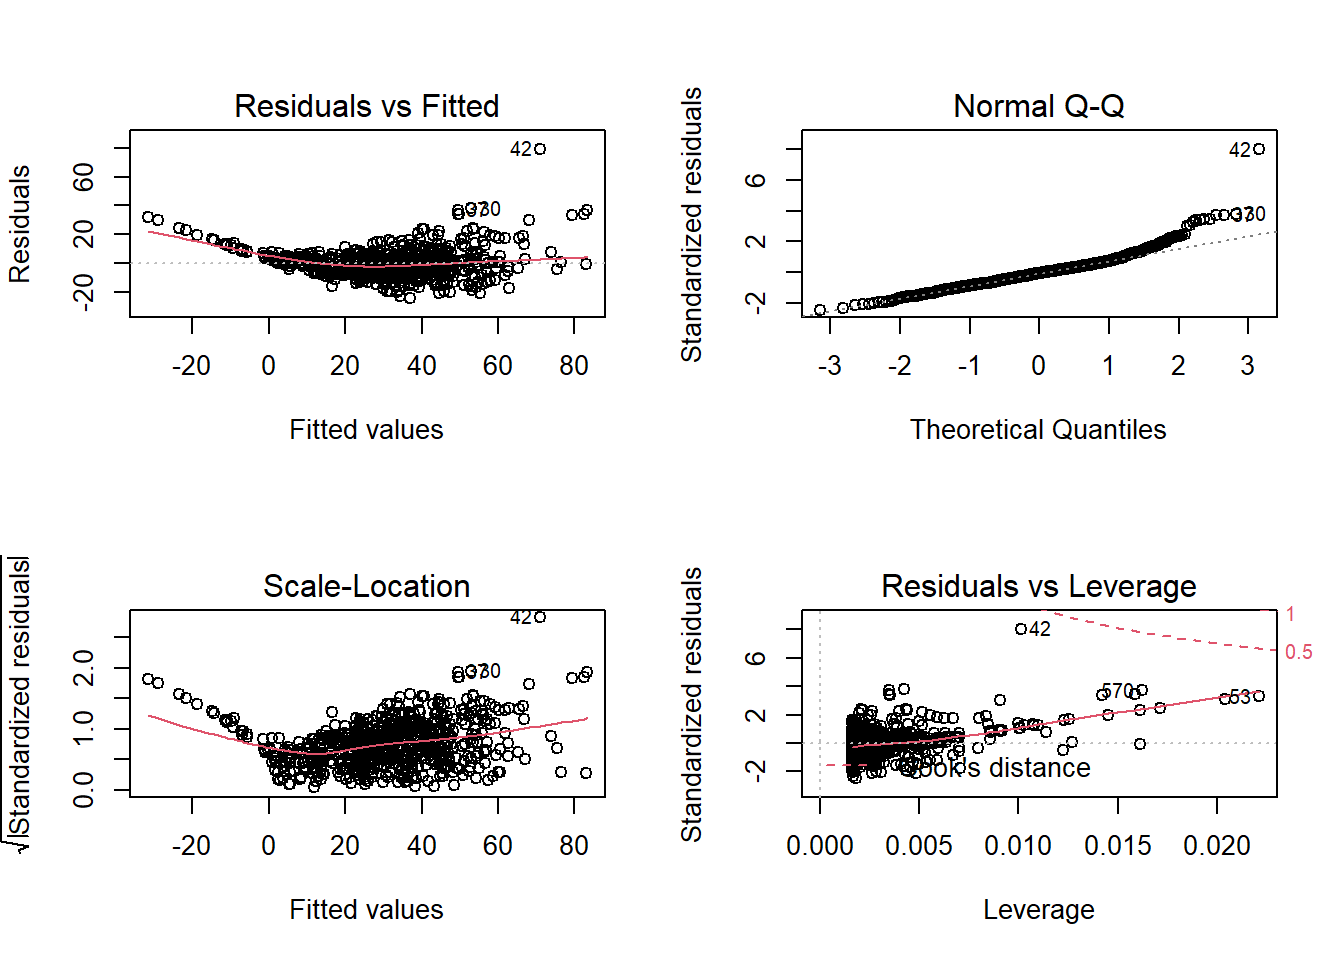 Residuals vs Fitted
Residuals
-20 20 60
42
-20 0 20 40 60 80
Fitted values
Normal Q-Q
Standardized residuals
-2 2 6
42
-3 -2 -1 0 1 2 3
Theoretical Quantiles
Scale-Location
√|Standardized residuals|
0.0 1.0 2.0
42
-20 0 20 40 60 80
Fitted values
Residuals vs Leverage
Standardized residuals
-2 2 6
42
570
53
1
0.5
Cook's distance
0.000 0.005 0.010 0.015 0.020
Leverage